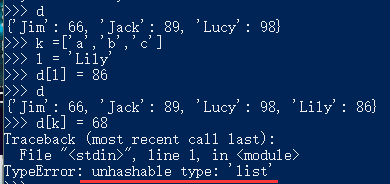 >>> d
{'Jim': 66, 'Jack': 89, 'Lucy': 98}
>>> k =['a','b','c']
>>> l = 'Lily'
>>> d[l] = 86
>>> d
{'Jim': 66, 'Jack': 89, 'Lucy': 98, 'Lily': 86}
>>> d[k] = 68
Traceback (most recent call last):
  File "<stdin>", line 1, in <module>
TypeError: unhashable type: 'list'